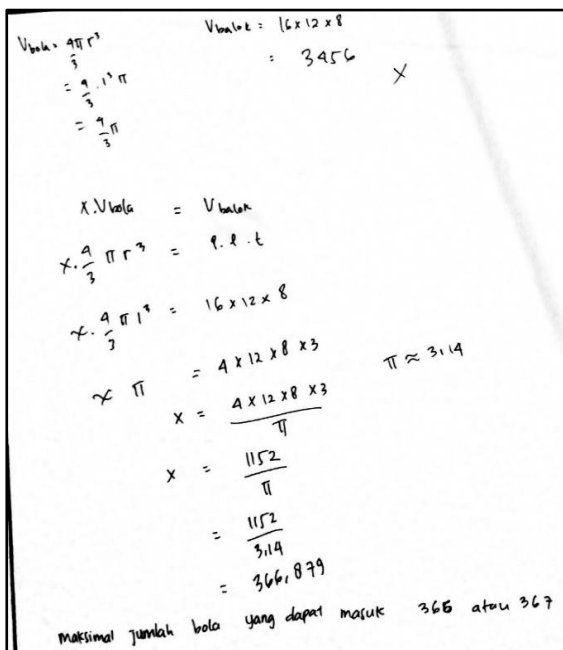 Vbola = 4πr³/3
Vbalok = 16 x 12 x 8
= 4/3 . 1³ π
= 3456
X
= 4/3 π
X. Vbola = Vbalok
x. 4/3 π r³ = p. l. t
x. 4/3 π 1³ = 16 x 12 x 8
x π = 4 x 12 x 8 x 3
π ≈ 3,14
x = 4 x 12 x 8 x 3 / π
x = 1152 / π
= 1152 / 3,14
= 366,879
maksimal jumlah bola yang dapat masuk 365 atau 367